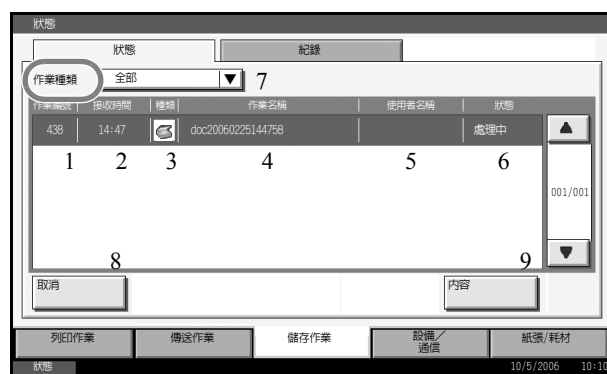 狀態
狀態 紀錄
作業種類 全部 ▼ 7
作業編號 接收時間 種類 作業名稱 使用者名稱 狀態
438 14:47 doc20060225144758 處理中
1 2 3 4 5 6
001/001
8 9
取消 內容
列印作業 傳送作業 儲存作業 設備/ 紙張/耗材
通信
狀態 10/5/2006 10:10